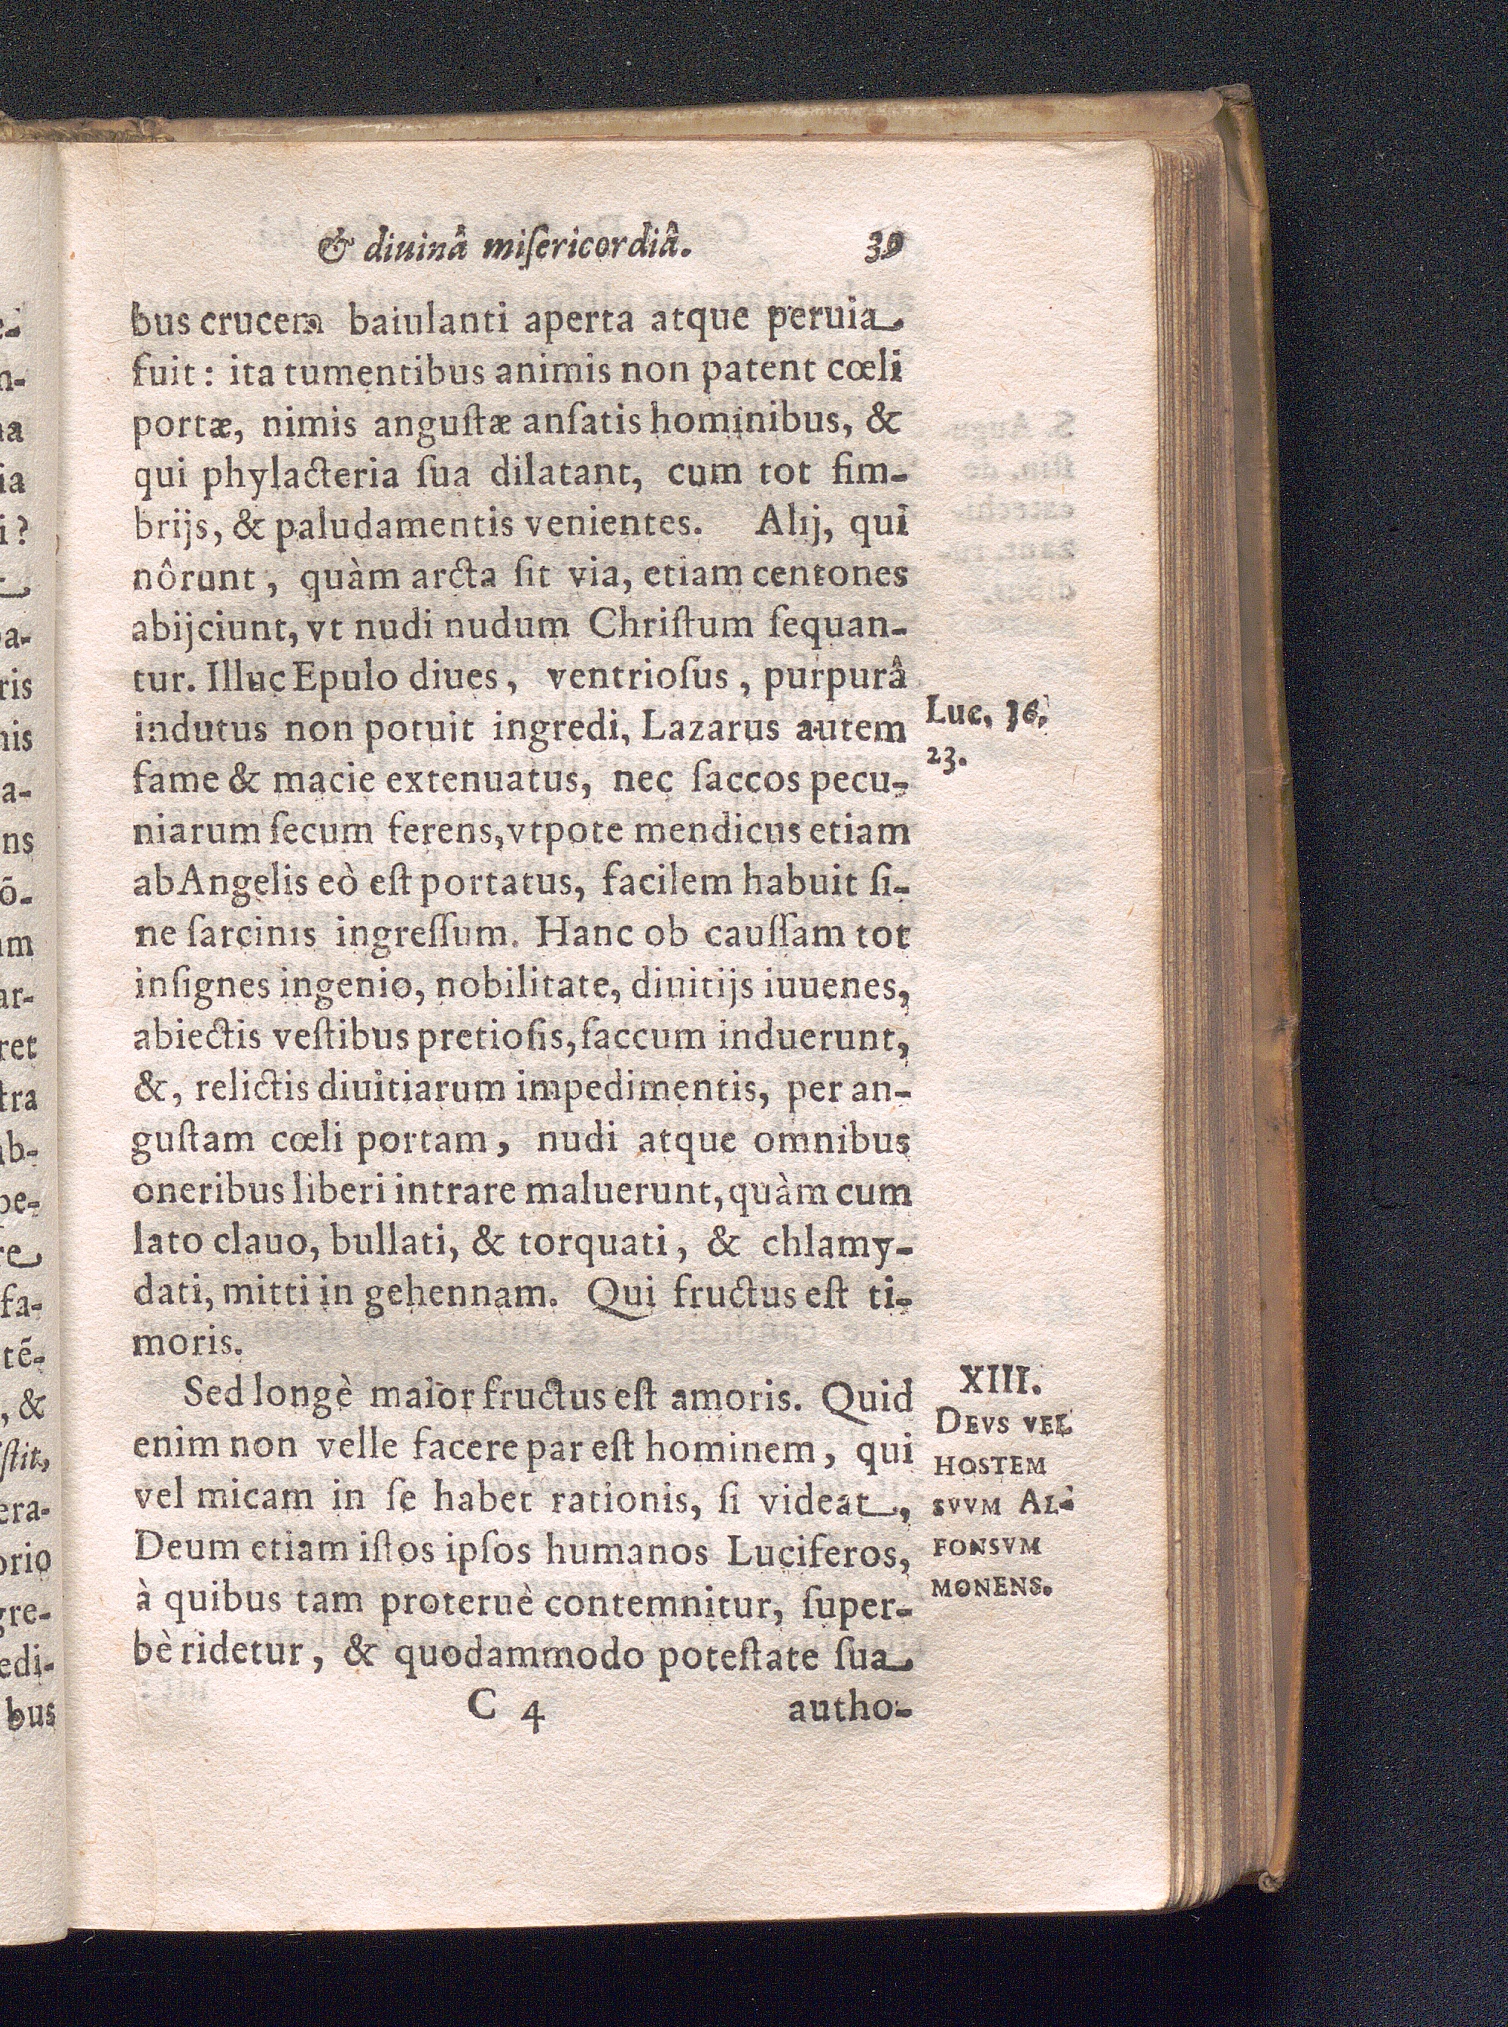 & diuinâ miſericordiâ. 39
bus crucem baiulanti aperta atque peruia
fuit: ita tumentibus animis non patent cœli
portæ, nimis anguſtæ anſatis hominibus, &
qui phylacteria ſua dilatant, cum tot fim-
brijs, & paludamentis venientes. Alij, qui
nôrunt, quàm arcta ſit via, etiam centones
abijciunt, vt nudi nudum Chriſtum ſequan-
tur. Illuc Epulo diues, ventrioſus, purpurâ
indutus non potuit ingredi, Lazarus autem
fame & macie extenuatus, nec ſaccos pecu-
niarum ſecum ferens, vtpote mendicus etiam
ab Angelis eò eſt portatus, facilem habuit ſi-
ne ſarcinis ingreſſum. Hanc ob cauſſam tot
inſignes ingenio, nobilitate, diuitijs iuuenes,
abiectis veſtibus pretioſis, ſaccum induerunt,
&, relictis diuitiarum impedimentis, per an-
guſtam cœli portam, nudi atque omnibus
oneribus liberi intrare maluerunt, quàm cum
lato clauo, bullati, & torquati, & chlamy-
dati, mitti in gehennam. Qui fructus eſt ti-
moris.
Sed longè maior fructus eſt amoris. Quid
enim non velle facere par eſt hominem, qui
vel micam in ſe habet rationis, ſi videat,
Deum etiam iſtos ipſos humanos Luciferos,
à quibus tam proteruè contemnitur, ſuper-
bè ridetur, & quodammodo poteſtate ſua
C 4 autho-
Luc. 16.
23.
XIII.
DEVS VEL
HOSTEM
SVVM AL-
FONSVM
MONENS.